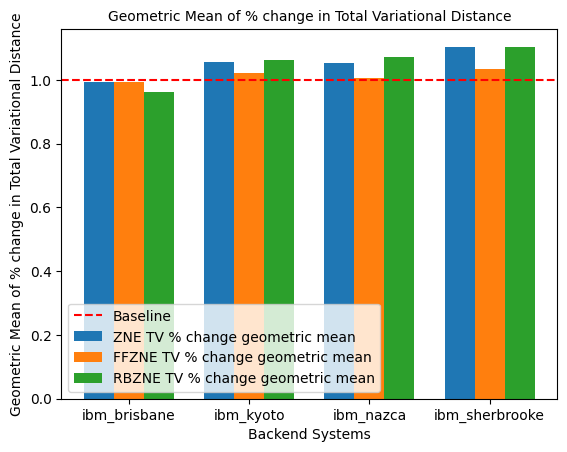 Geometric Mean of % change in Total Variational Distance
Geometric Mean of % change in Total Variational Distance
1.0
0.8
0.6
0.4
0.2
0.0
Baseline
ZNE TV % change geometric mean
FFZNE TV % change geometric mean
RBZNE TV % change geometric mean
ibm_brisbane ibm_kyoto ibm_nazca ibm_sherbrooke
Backend Systems